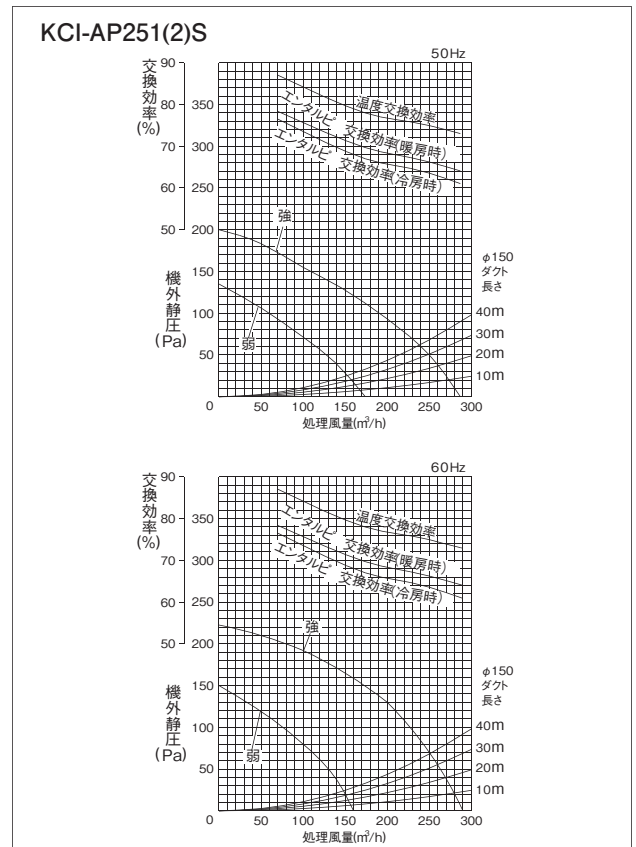 KCI-AP251(2)S
50Hz
交換効率(%)
90
80
70
60
50
350
300
250
200
150
100
50
0
機外静圧(Pa)
温度交換効率
エンタルピー交換効率(暖房時)
エンタルピー交換効率(冷房時)
強
弱
φ150
ダクト
長さ
40m
30m
20m
10m
50 100 150 200 250 300
処理風量(m³/h)
60Hz
交換効率(%)
90
80
70
60
50
350
300
250
200
150
100
50
0
機外静圧(Pa)
温度交換効率
エンタルピー交換効率(暖房時)
エンタルピー交換効率(冷房時)
強
弱
φ150
ダクト
長さ
40m
30m
20m
10m
50 100 150 200 250 300
処理風量(m³/h)